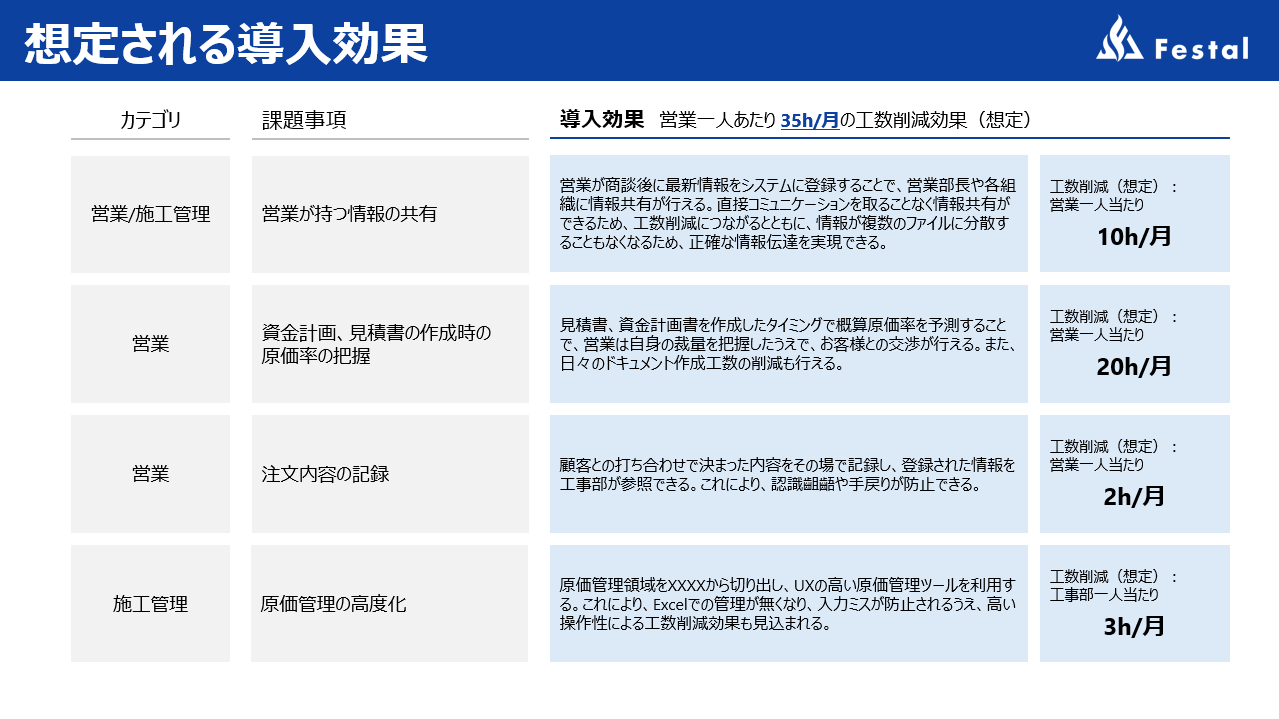 想定される導入効果
Festal
カテゴリ
課題事項
導入効果 営業一人あたり 35h/月の工数削減効果（想定）
営業/施工管理
営業が持つ情報の共有
営業が商談後に最新情報をシステムに登録することで、営業部長や各組
織に情報共有が行える。直接コミュニケーションを取ることなく情報共有が
できるため、工数削減につながるとともに、情報が複数のファイルに分散す
ることもなくなるため、正確な情報伝達を実現できる。
工数削減（想定）：
営業一人当たり
10h/月
営業
資金計画、見積書の作成時の
原価率の把握
見積書、資金計画書を作成したタイミングで概算原価率を予測すること
で、営業は自身の裁量を把握したうえで、お客様との交渉が行える。また、
日々のドキュメント作成工数の削減も行える。
工数削減（想定）：
営業一人当たり
20h/月
営業
注文内容の記録
顧客との打ち合わせで決まった内容をその場で記録し、登録された情報を
工事部が参照できる。これにより、認識齟齬や手戻りが防止できる。
工数削減（想定）：
営業一人当たり
2h/月
施工管理
原価管理の高度化
原価管理領域をXXXXから切り出し、UXの高い原価管理ツールを利用す
る。これにより、Excelでの管理が無くなり、入力ミスが防止されるうえ、高い
操作性による工数削減効果も見込まれる。
工数削減（想定）：
工事部一人当たり
3h/月